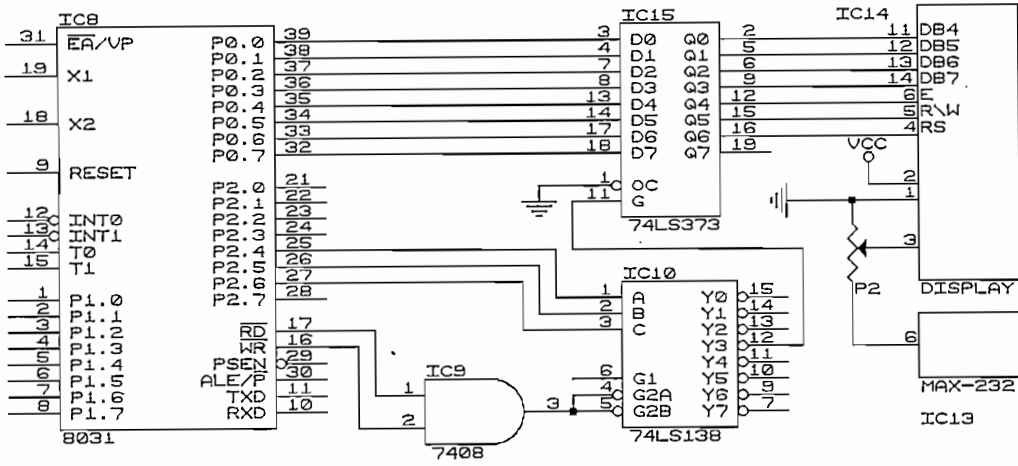 IC8
31 EA/VP P0.0 39
P0.1 38
19 X1 P0.2 37
P0.3 36
P0.4 35
18 X2 P0.5 34
P0.6 33
P0.7 32
9 RESET
P2.0 21
P2.1 22
12 INT0 P2.2 23
13 INT1 P2.3 24
14 T0 P2.4 25
15 T1 P2.5 26
P2.6 27
1 P1.0 P2.7 28
2 P1.1
3 P1.2 RD 17
4 P1.3 WR 16
5 P1.4 PSEN 29
6 P1.5 ALE/P 30
7 P1.6 TXD 11
8 P1.7 RXD 10
8031
IC15
3 D0 Q0 2
4 D1 Q1 5
7 D2 Q2 6
8 D3 Q3 9
13 D4 Q4 12
14 D5 Q5 15
17 D6 Q6 16
18 D7 Q7 19
1 OC
11 G
74LS373
IC14
11 DB4
12 DB5
13 DB6
14 DB7
6 E
5 R\W
4 RS
VCC
2
1
3
P2
DISPLAY
IC10
1 A Y0 15
2 B Y1 14
3 C Y2 13
Y3 12
Y4 11
6 G1 Y5 10
4 G2A Y6 9
5 G2B Y7 7
74LS138
IC9
1
2
3
7408
6
MAX-232
IC13